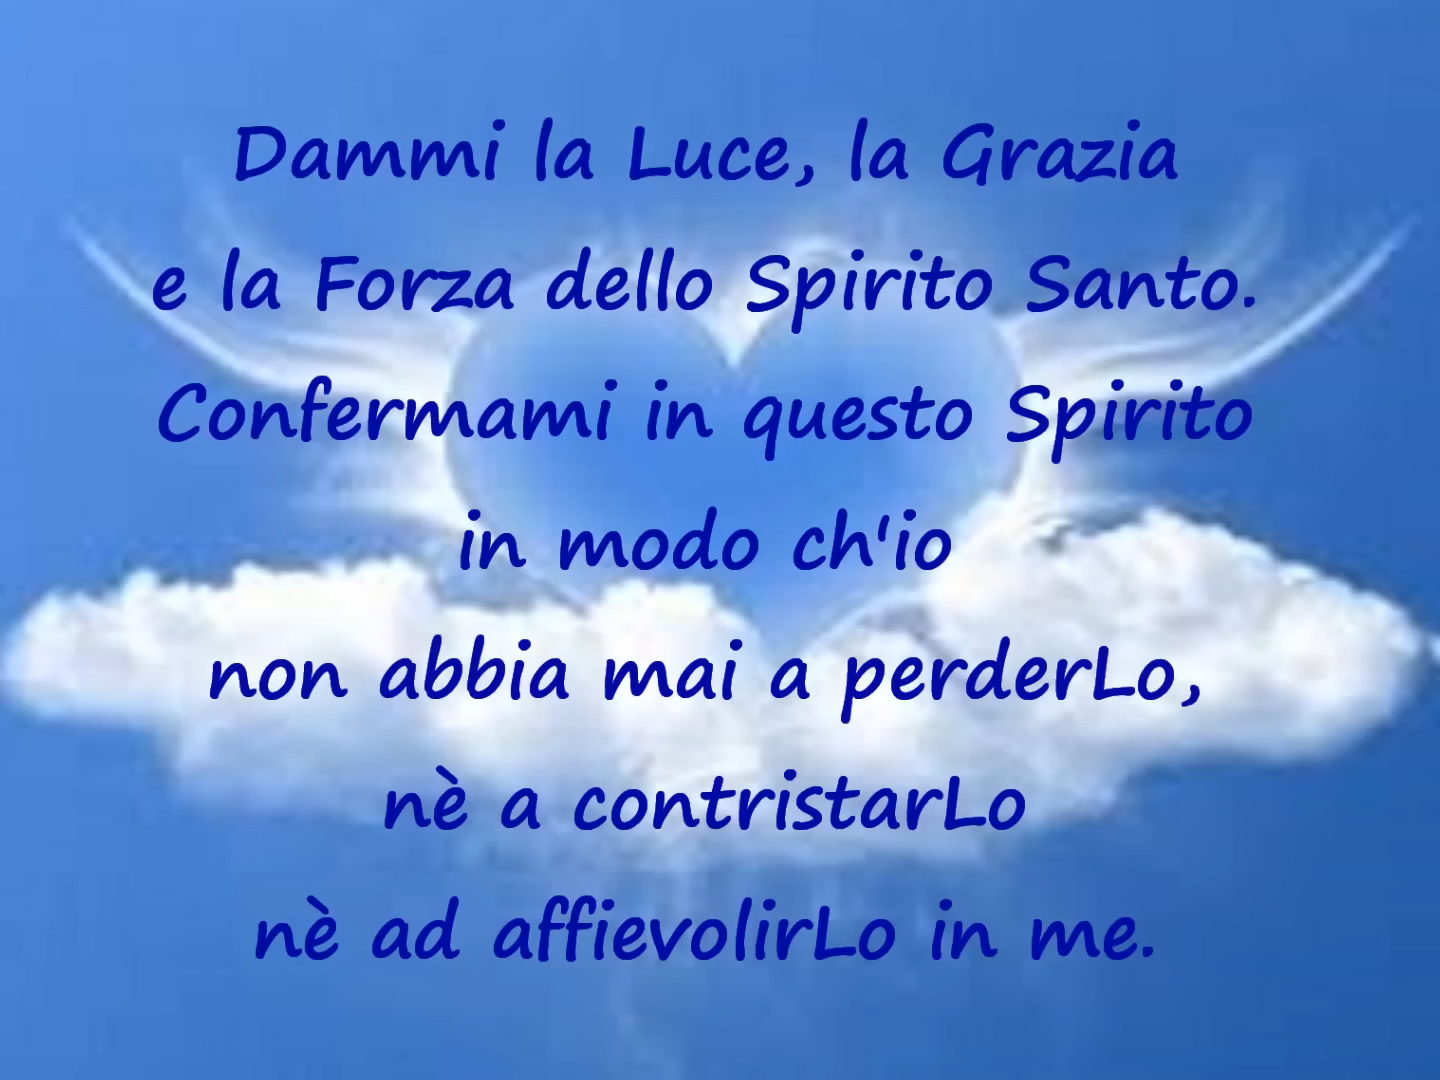 Dammi la Luce, la Grazia
e la Forza dello Spirito Santo.
Confermami in questo Spirito
in modo ch'io
non abbia mai a perderLo,
nè a contristarLo
nè ad affievolirLo in me.